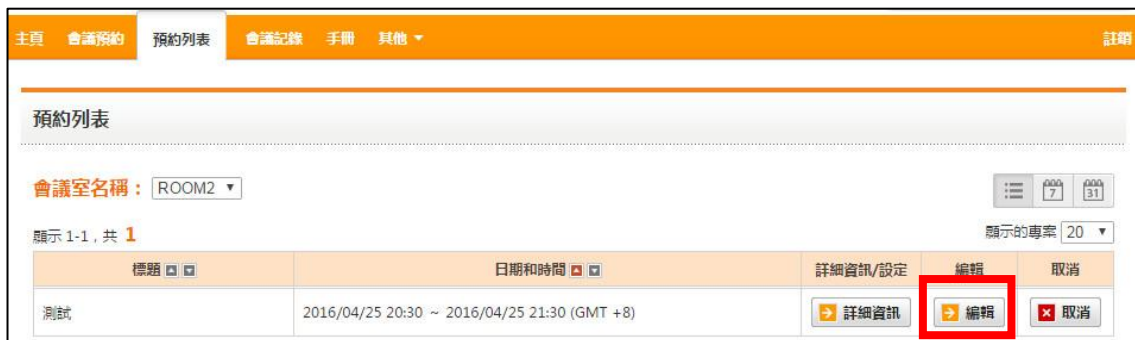 主頁 會議預約 預約列表 會議記錄 手冊 其他 註銷
預約列表
會議室名稱： ROOM2
7 31
顯示 1-1 , 共 1 顯示的專案 20
標題 日期和時間 詳細資訊/設定 編輯 取消
測試 2016/04/25 20:30 ~ 2016/04/25 21:30 (GMT +8) 詳細資訊 編輯 取消